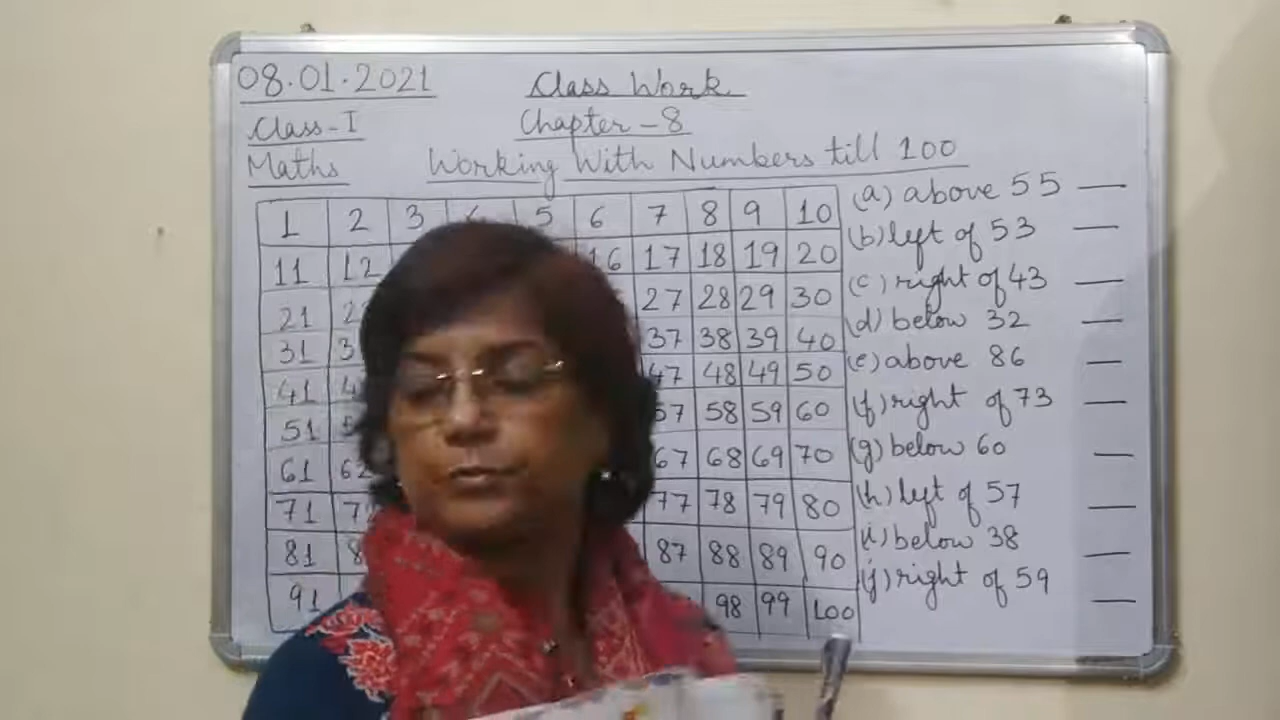 08.01.2021 Class Work
Class-I Chapter-8
Maths Working With Numbers till 100
1 2 3 5 6 7 8 9 10
11 12 16 17 18 19 20
21 27 28 29 30
31 37 38 39 40
41 47 48 49 50
51 57 58 59 60
61 62 67 68 69 70
71 77 78 79 80
81 87 88 89 90
91 98 99 100
(a) above 55 —
(b) left of 53 —
(c) right of 43 —
(d) below 32 —
(e) above 86 —
(f) right of 73 —
(g) below 60 —
(h) left of 57 —
(i) below 38 —
(j) right of 59 —